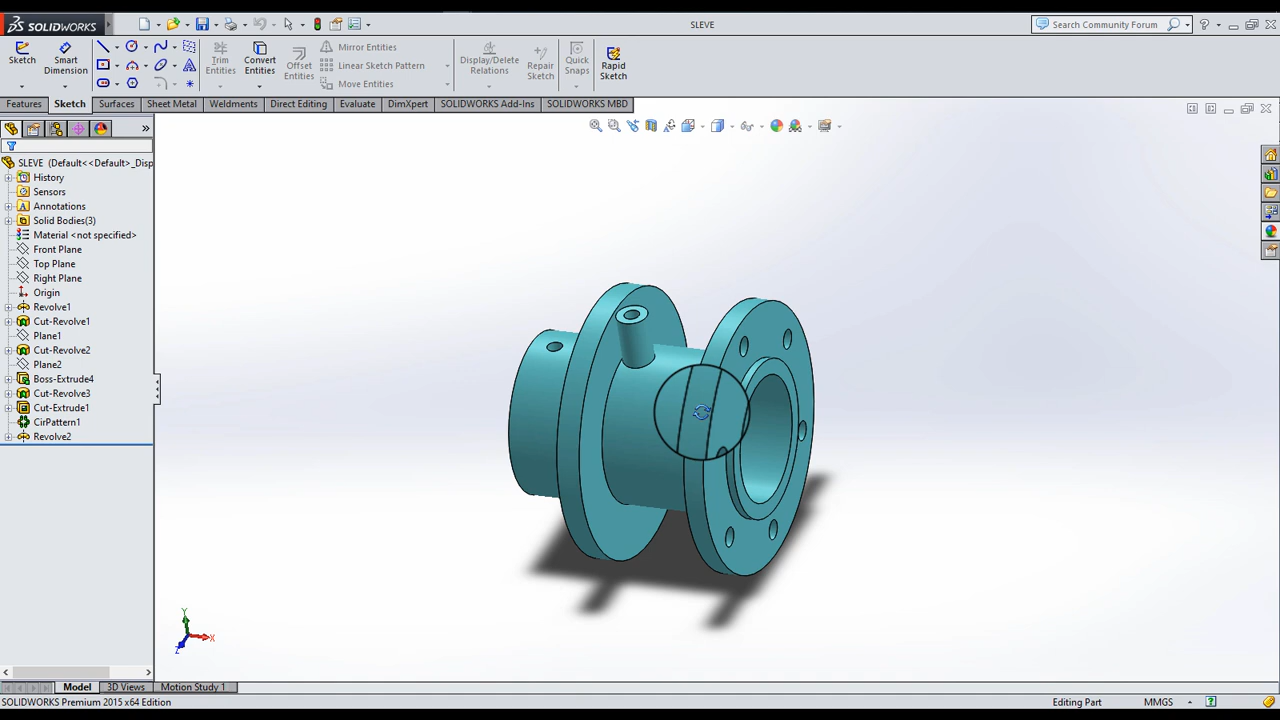 SOLIDWORKS
SLEVE
Search Community Forum
Sketch
Smart Dimension
Trim Entities
Convert Entities
Offset Entities
Mirror Entities
Linear Sketch Pattern
Move Entities
Display/Delete Relations
Repair Sketch
Quick Snaps
Rapid Sketch
Features
Sketch
Surfaces
Sheet Metal
Weldments
Direct Editing
Evaluate
DimXpert
SOLIDWORKS Add-Ins
SOLIDWORKS MBD
SLEVE (Default<<Default>_Disp
History
Sensors
Annotations
Solid Bodies(3)
Material <not specified>
Front Plane
Top Plane
Right Plane
Origin
Revolve1
Cut-Revolve1
Plane1
Cut-Revolve2
Plane2
Boss-Extrude4
Cut-Revolve3
Cut-Extrude1
CirPattern1
Revolve2
Y
X
Z
Model
3D Views
Motion Study 1
SOLIDWORKS Premium 2015 x64 Edition
Editing Part
MMGS